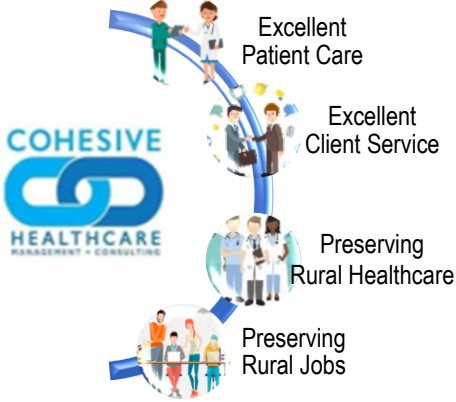 Excellent
Patient Care
Excellent
Client Service
COHESIVE
HEALTHCARE
MANAGEMENT + CONSULTING
Preserving
Rural Healthcare
Preserving
Rural Jobs